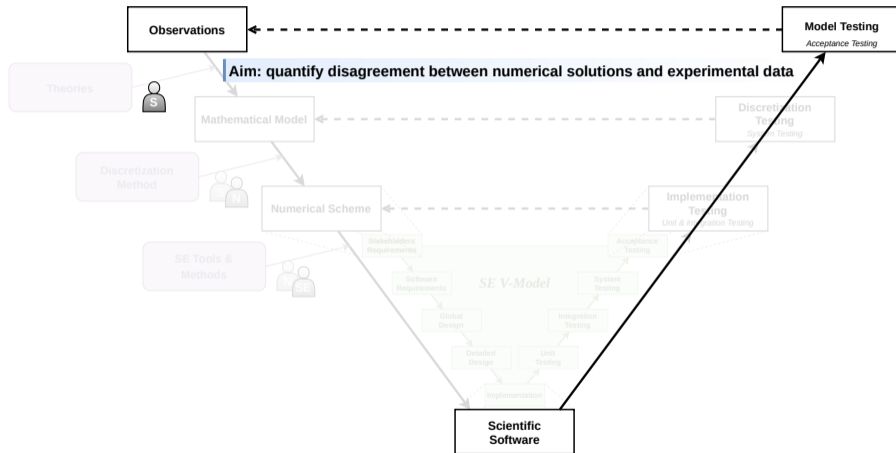 Observations
Model Testing
Acceptance Testing
Aim: quantify disagreement between numerical solutions and experimental data
Theories
S
Mathematical Model
Discretization
Testing
System Testing
Discretization
Method
N
Numerical Scheme
Implementation
Testing
Unit & Integration Testing
Stakeholders
Requirements
Acceptance
Testing
SE Tools &
Methods
SE
Software
Requirements
SE V-Model
System
Testing
Global
Design
Integration
Testing
Detailed
Design
Unit
Testing
Implementation
Scientific
Software